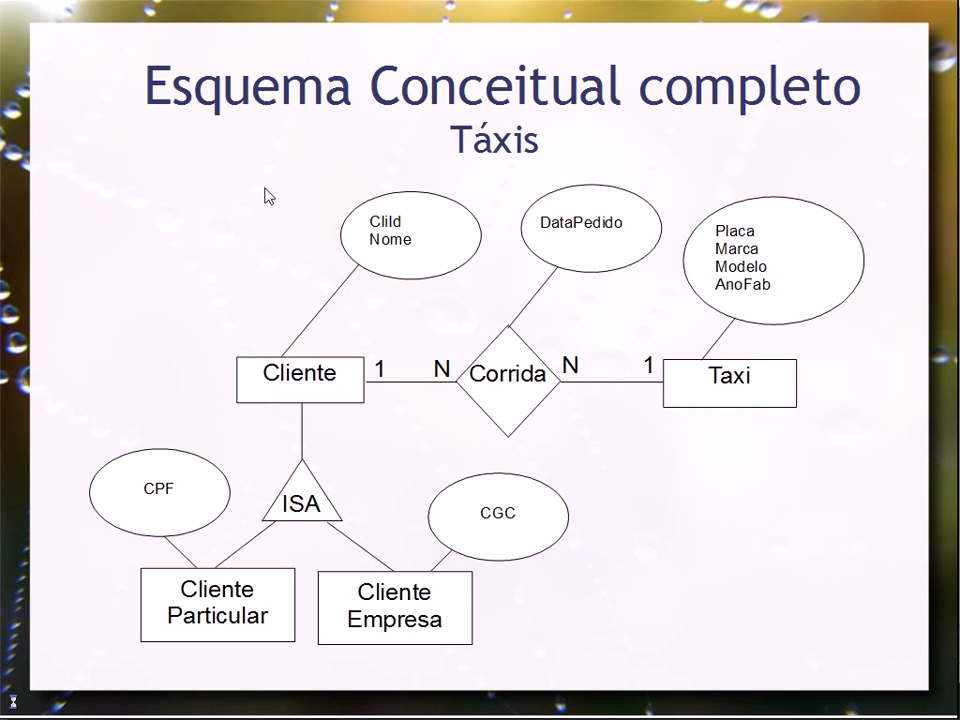 Esquema Conceitual completo
Táxis
CliId
Nome
DataPedido
Placa
Marca
Modelo
AnoFab
Cliente
1
N
Corrida
N
1
Taxi
CPF
ISA
CGC
Cliente
Particular
Cliente
Empresa